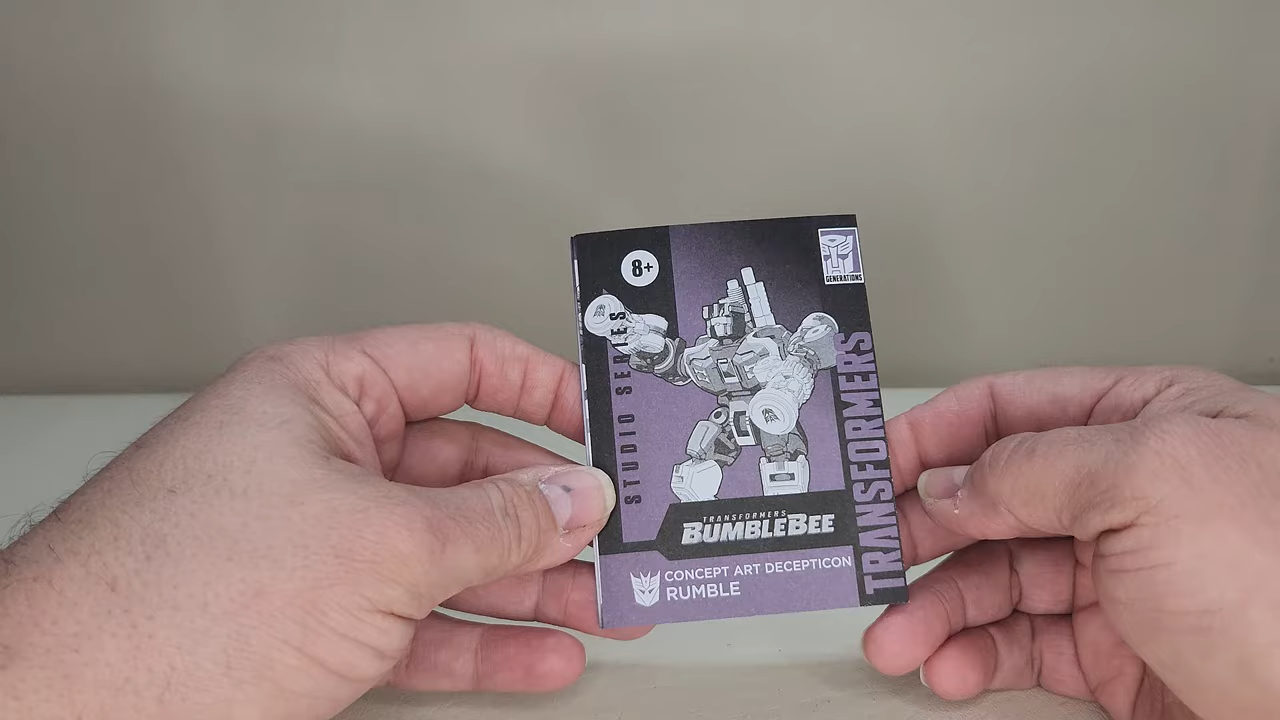 8+
GENERATIONS
STUDIO SERIES
TRANSFORMERS
TRANSFORMERS
BUMBLEBEE
CONCEPT ART DECEPTICON
RUMBLE